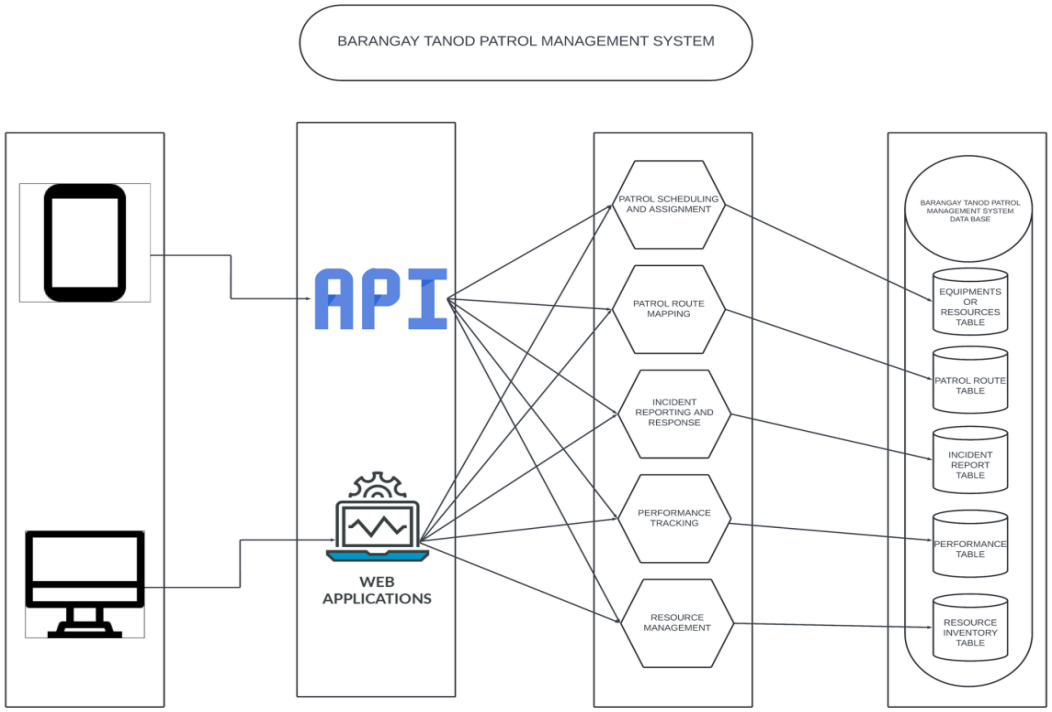 BARANGAY TANOD PATROL MANAGEMENT SYSTEM
API
WEB
APPLICATIONS
PATROL SCHEDULING
AND ASSIGNMENT
PATROL ROUTE
MAPPING
INCIDENT
REPORTING AND
RESPONSE
PERFORMANCE
TRACKING
RESOURCE
MANAGEMENT
BARANGAY TANOD PATROL
MANAGEMENT SYSTEM
DATA BASE
EQUIPMENTS
OR
RESOURCES
TABLE
PATROL ROUTE
TABLE
INCIDENT
REPORT
TABLE
PERFORMANCE
TABLE
RESOURCE
INVENTORY
TABLE